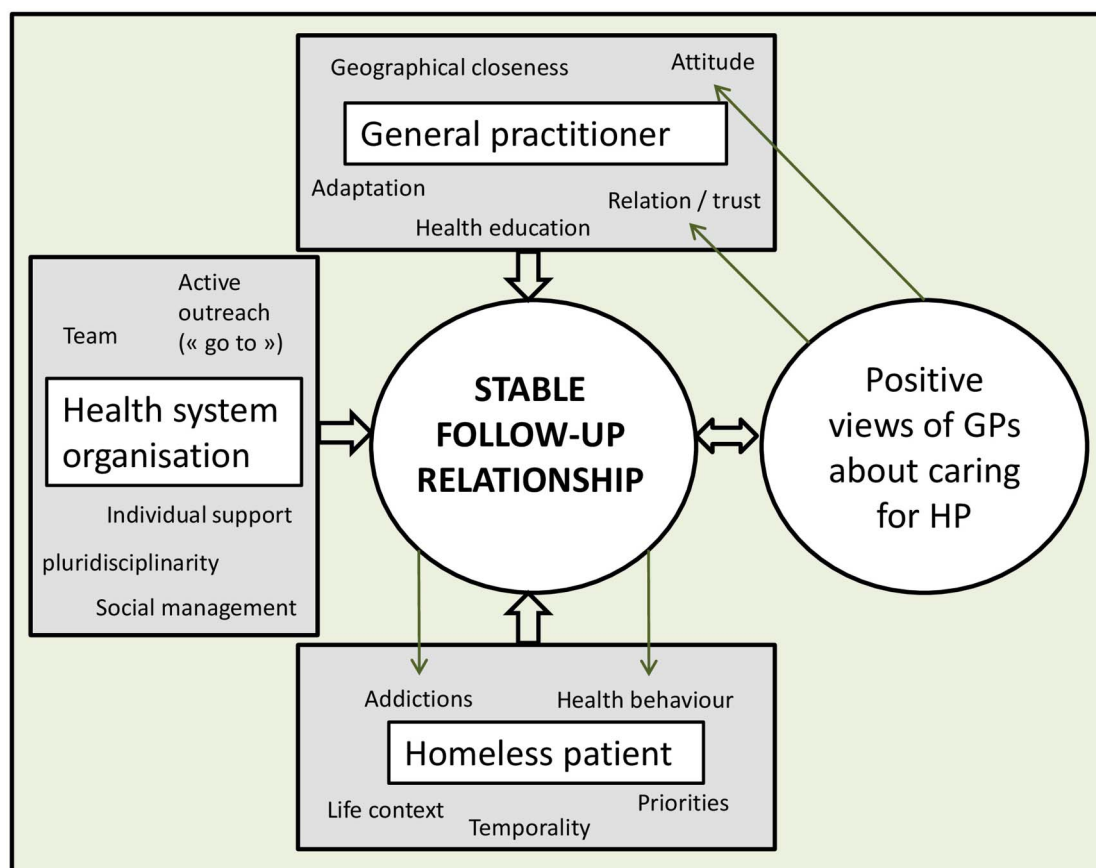 Geographical closeness
Attitude
General practitioner
Adaptation
Relation / trust
Health education
Active
outreach
(« go to »)
Team
Health system
organisation
Individual support
pluridisciplinarity
Social management
STABLE
FOLLOW-UP
RELATIONSHIP
Positive
views of GPs
about caring
for HP
Addictions
Health behaviour
Homeless patient
Life context
Priorities
Temporality